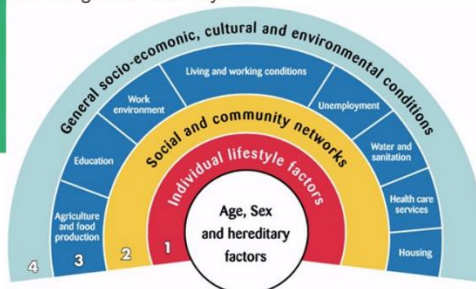 General socio-ecomonic, cultural and environmental conditions
Living and working conditions
Work
environment
Unemployment
Education
Water and
sanitation
Social and community networks
Individual lifestyle factors
Agriculture
and food
production
Health care
services
Age, Sex
and hereditary
factors
Housing
4
3
2
1